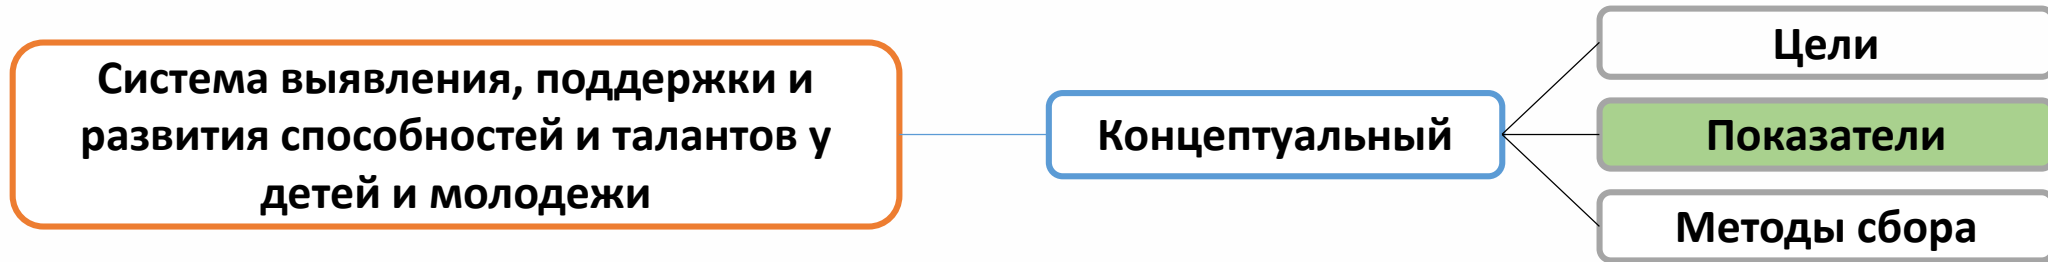 Система выявления, поддержки и
развития способностей и талантов у
детей и молодежи
Концептуальный
Цели
Показатели
Методы сбора